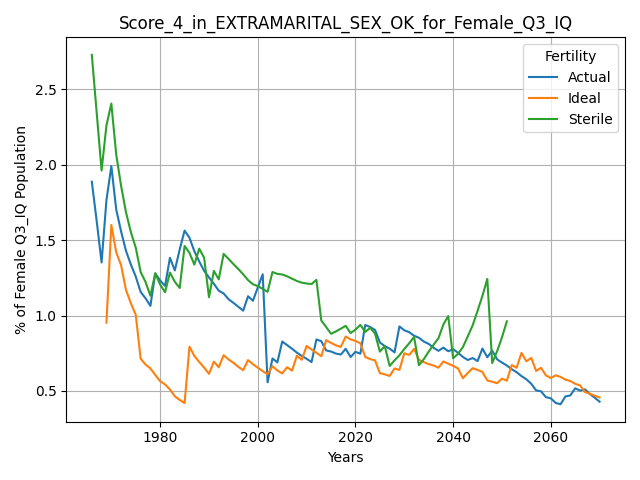 Score_4_in_EXTRAMARITAL_SEX_OK_for_Female_Q3_IQ
% of Female Q3_IQ Population
2.5
2.0
1.5
1.0
0.5
Fertility
Actual
Ideal
Sterile
1980
2000
2020
2040
2060
Years